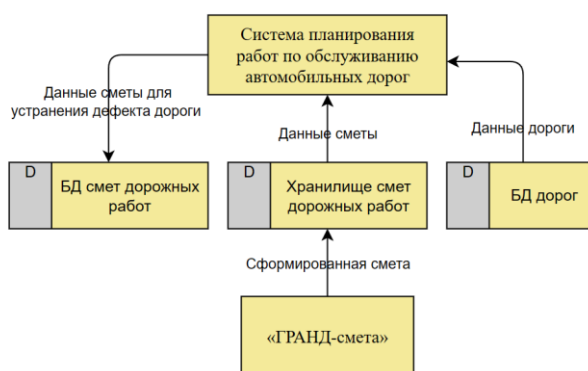 Система планирования
работ по обслуживанию
автомобильных дорог
Данные сметы для
устранения дефекта дороги
Данные сметы
Данные дороги
D
БД смет дорожных
работ
D
Хранилище смет
дорожных работ
D
БД дорог
Сформированная смета
«ГРАНД-смета»